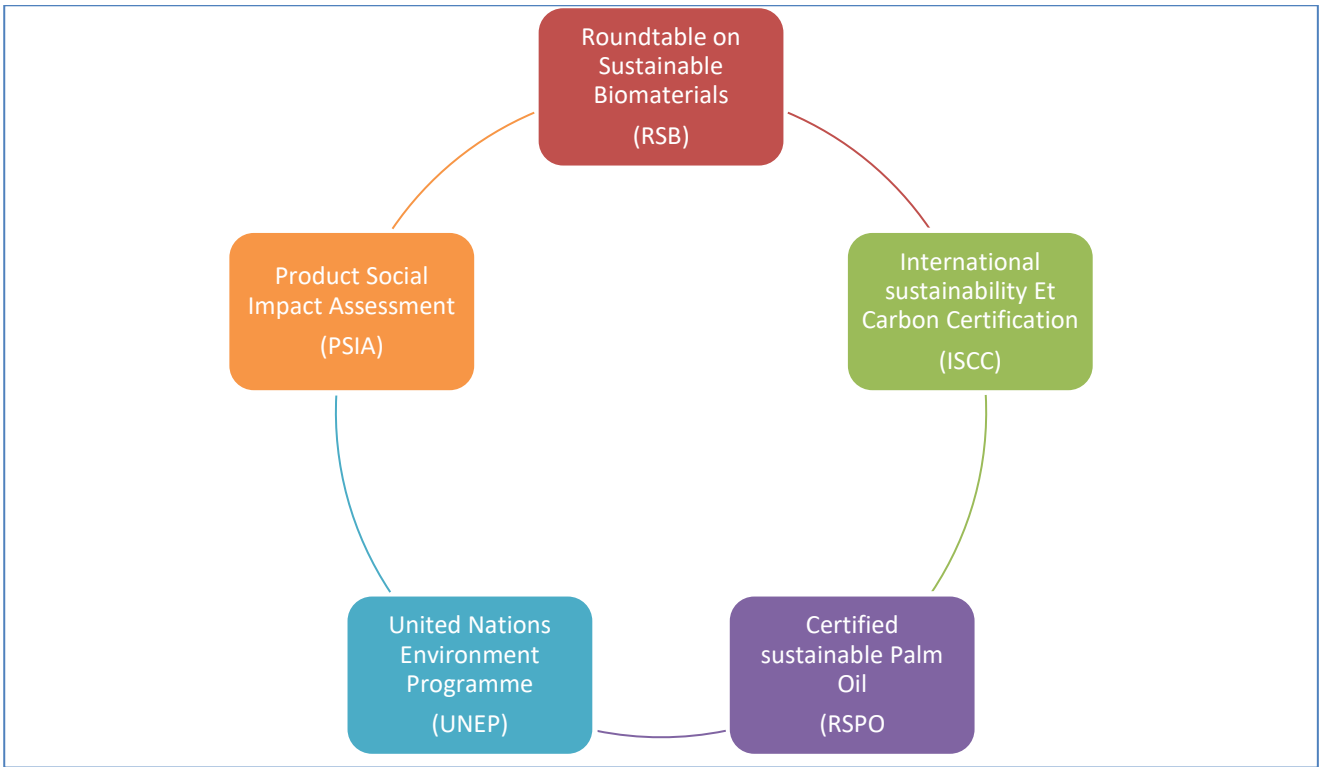 Roundtable on
Sustainable
Biomaterials
(RSB)
International
sustainability Et
Carbon Certification
(ISCC)
Certified
sustainable Palm
Oil
(RSPO
United Nations
Environment
Programme
(UNEP)
Product Social
Impact Assessment
(PSIA)